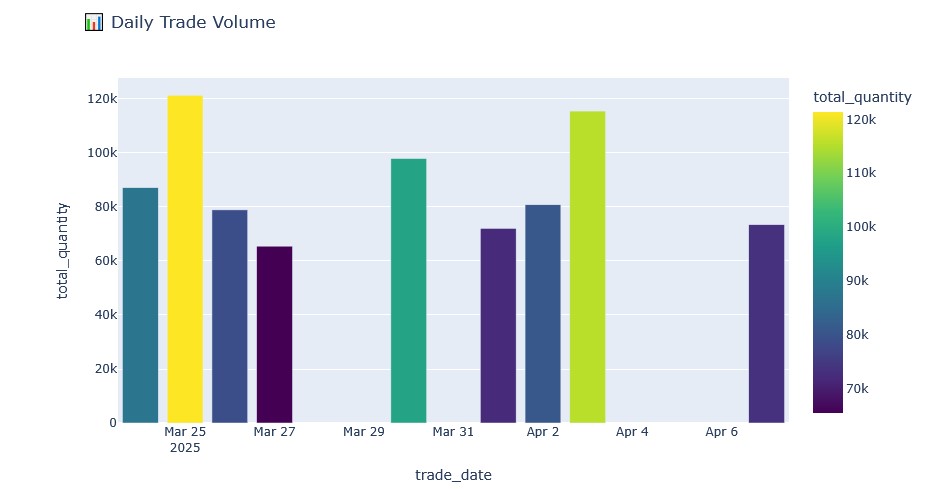 📊 Daily Trade Volume
total_quantity
120k
100k
80k
60k
40k
20k
0
Mar 25
2025
Mar 27
Mar 29
Mar 31
Apr 2
Apr 4
Apr 6
trade_date
total_quantity
120k
110k
100k
90k
80k
70k